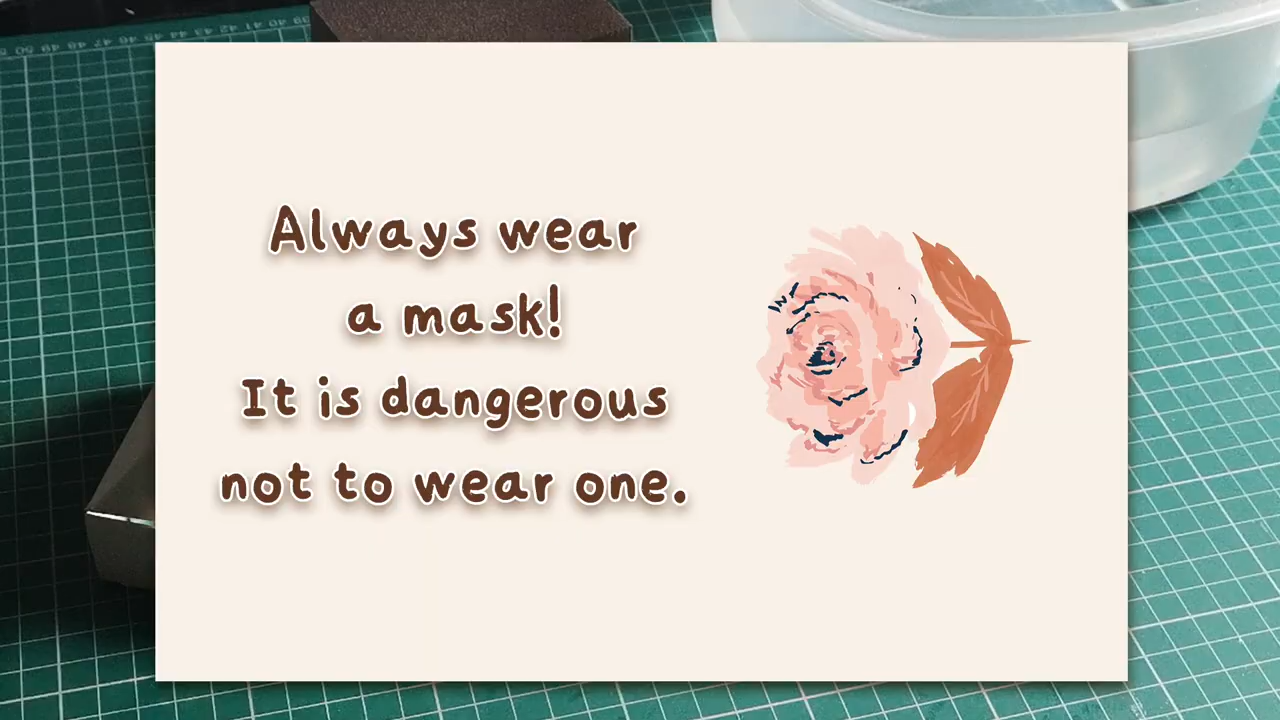 Always wear
a mask!
It is dangerous
not to wear one.